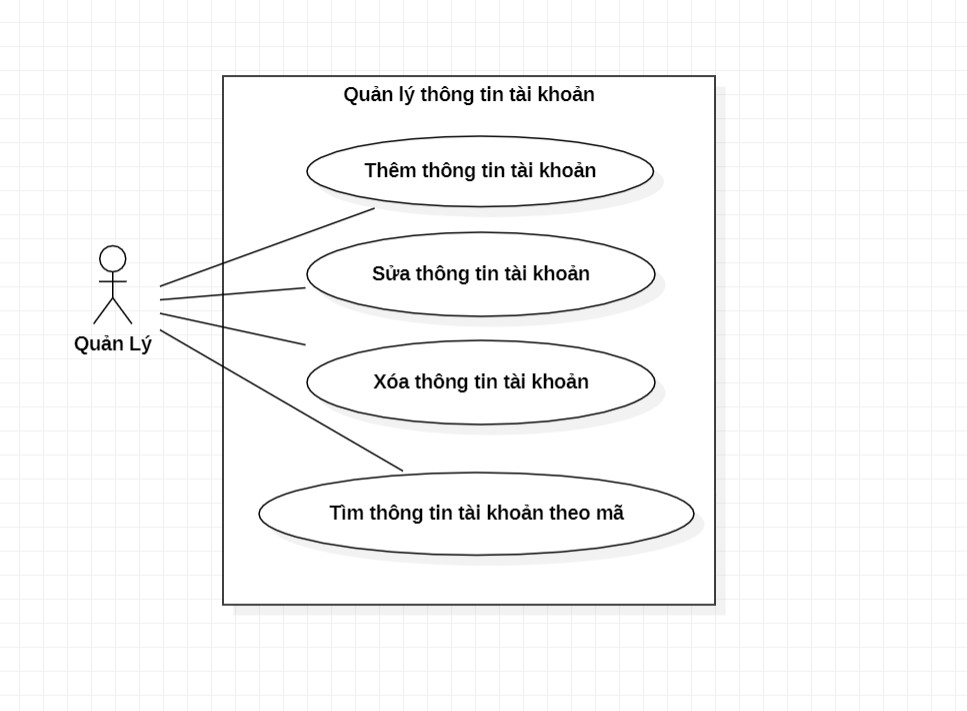 Quản lý thông tin tài khoản
Thêm thông tin tài khoản
Sửa thông tin tài khoản
Quản Lý
Xóa thông tin tài khoản
Tìm thông tin tài khoản theo mã